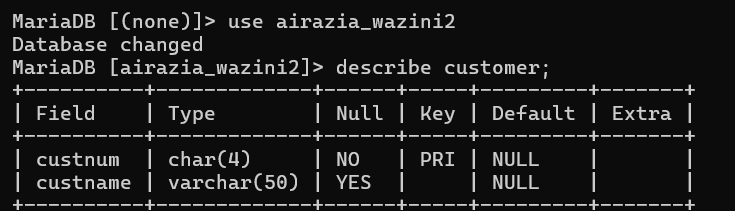 MariaDB [(none)]> use airazia_wazini2
Database changed
MariaDB [airazia_wazini2]> describe customer;
+----------+-------------+------+-----+---------+-------+
| Field    | Type        | Null | Key | Default | Extra |
+----------+-------------+------+-----+---------+-------+
| custnum  | char(4)     | NO   | PRI | NULL    |       |
| custname | varchar(50) | YES  |     | NULL    |       |
+----------+-------------+------+-----+---------+-------+